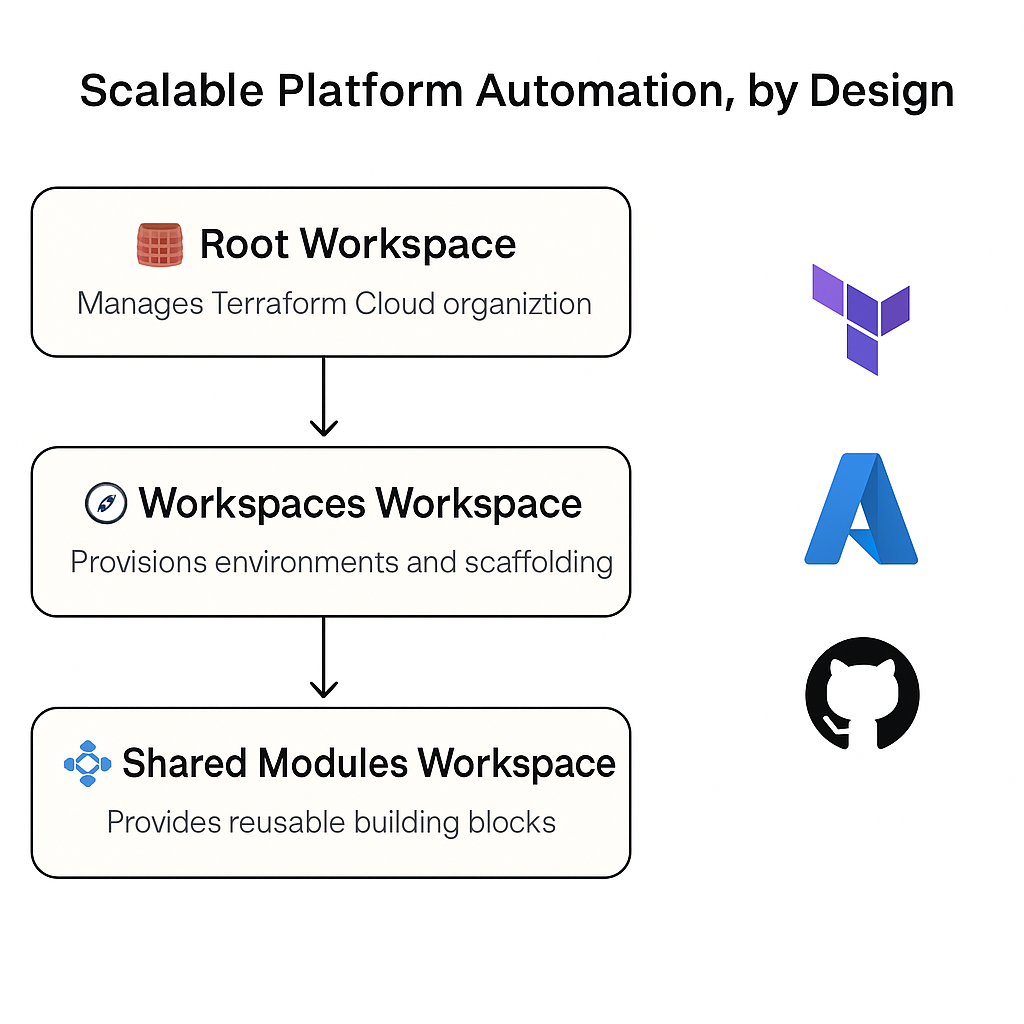 Scalable Platform Automation, by Design
Root Workspace
Manages Terraform Cloud organiztion
Workspaces Workspace
Provisions environments and scaffolding
Shared Modules Workspace
Provides reusable building blocks